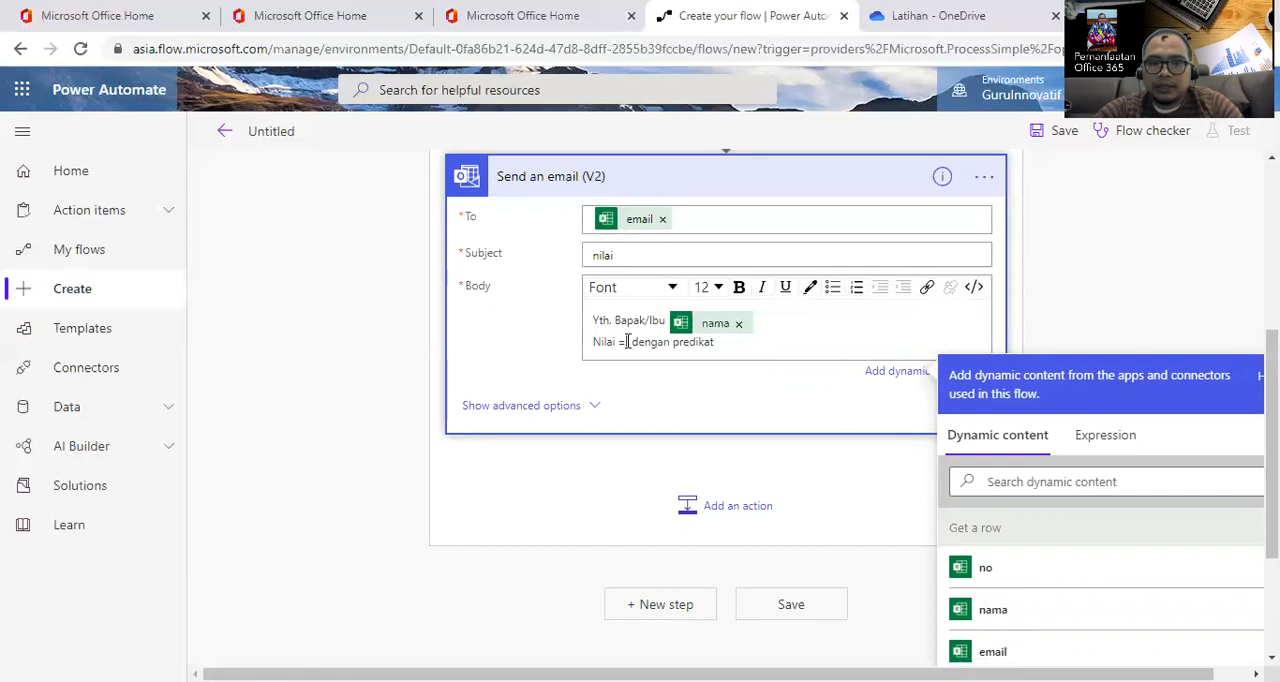 Microsoft Office Home
Microsoft Office Home
Microsoft Office Home
Create your flow | Power Auto
Latihan - OneDrive
asia.flow.microsoft.com/manage/environments/Default-0fa86b21-624d-47d8-8dff-2855b39fccbe/flows/new?trigger=providers%2FMicrosoft.ProcessSimple%2Fop
Pemanfaatan
Office 365
Power Automate
Search for helpful resources
Environments
GuruInnovatif
Untitled
Save
Flow checker
Test
Home
Action items
My flows
Create
Templates
Connectors
Data
AI Builder
Solutions
Learn
Send an email (V2)
* To
email ×
* Subject
nilai
* Body
Font
12
B I U
</>
Yth. Bapak/Ibu nama ×
Nilai = dengan predikat
Add dynamic
Show advanced options
Add an action
+ New step
Save
Add dynamic content from the apps and connectors
used in this flow.
H
Dynamic content
Expression
Search dynamic content
Get a row
no
nama
email